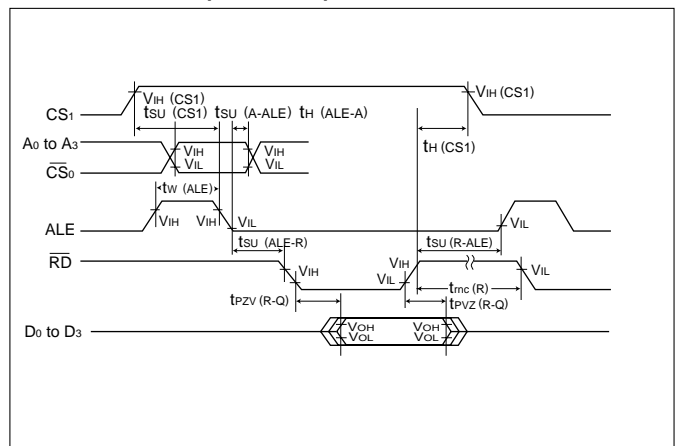 VIH (CS1)
VIH (CS1)
CS1
tSU (CS1) tSU (A-ALE) tH (ALE-A)
A0 to A3
VIH VIH
tH (CS1)
CS0
VIL VIL
tW (ALE)
ALE
VIH VIH VIL
VIL
tSU (ALE-R)
tSU (R-ALE)
RD
VIH
VIH
VIL
VIL
tPZV (R-Q)
trnc (R)
tPVZ (R-Q)
D0 to D3
VOH VOH
VOL VOL